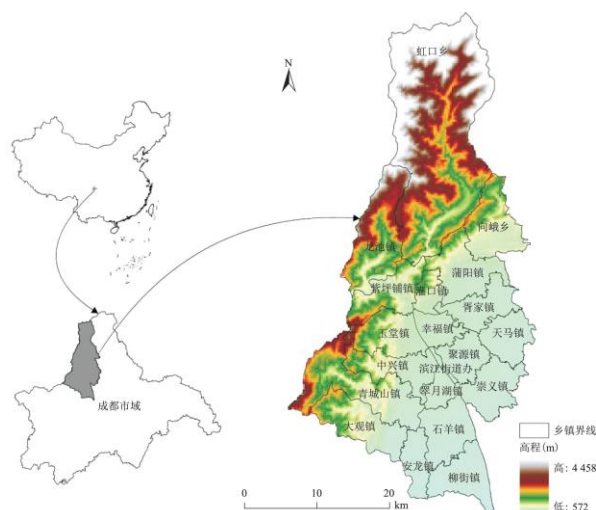 虹口乡
N
向峨乡
龙池镇
蒲阳镇
紫坪铺镇
灌口镇
胥家镇
天马镇
幸福镇
玉堂镇
聚源镇
中兴镇
滨江街道办
崇义镇
翠月湖镇
青城山镇
大观镇
石羊镇
安龙镇
柳街镇
成都市域
乡镇界线
高程(m)
高: 4 458
低: 572
0 10 20
km